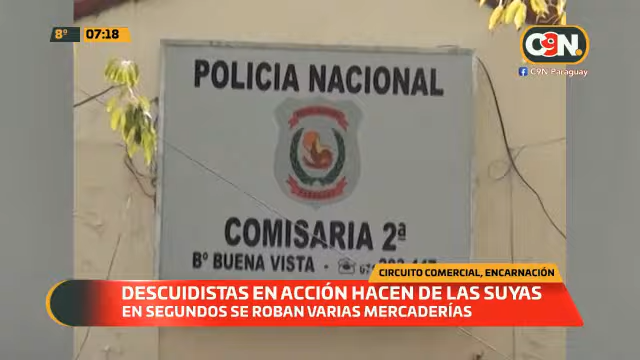 8º
07:18
C9N
C9N Paraguay
POLICIA NACIONAL
COMISARIA 2ª
Bº BUENA VISTA -
CIRCUITO COMERCIAL, ENCARNACIÓN
DESCUIDISTAS EN ACCIÓN HACEN DE LAS SUYAS
EN SEGUNDOS SE ROBAN VARIAS MERCADERÍAS